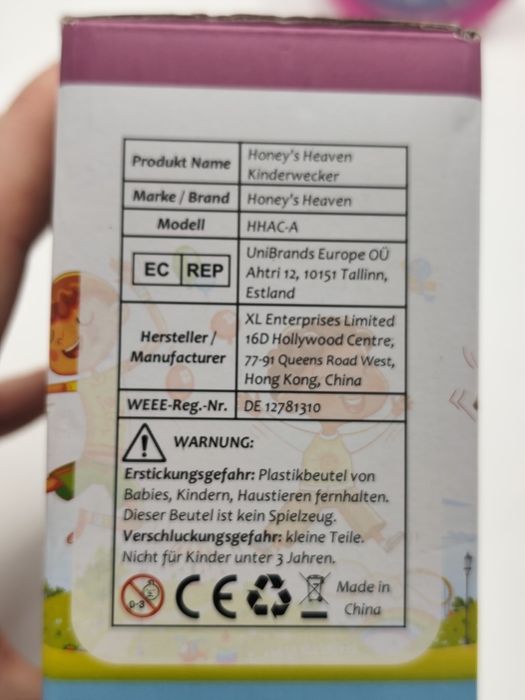 Produkt Name
Honey's Heaven
Kinderwecker
Marke / Brand
Honey's Heaven
Modell
HHAC-A
EC REP
UniBrands Europe OÜ
Ahtri 12, 10151 Tallinn,
Estland
Hersteller /
Manufacturer
XL Enterprises Limited
16D Hollywood Centre,
77-91 Queens Road West,
Hong Kong, China
WEEE-Reg.-Nr.
DE 12781310
WARNUNG:
Erstickungsgefahr: Plastikbeutel von
Babies, Kindern, Haustieren fernhalten.
Dieser Beutel ist kein Spielzeug.
Verschluckungsgefahr: kleine Teile.
Nicht für Kinder unter 3 Jahren.
0-3
CE
Made in
China